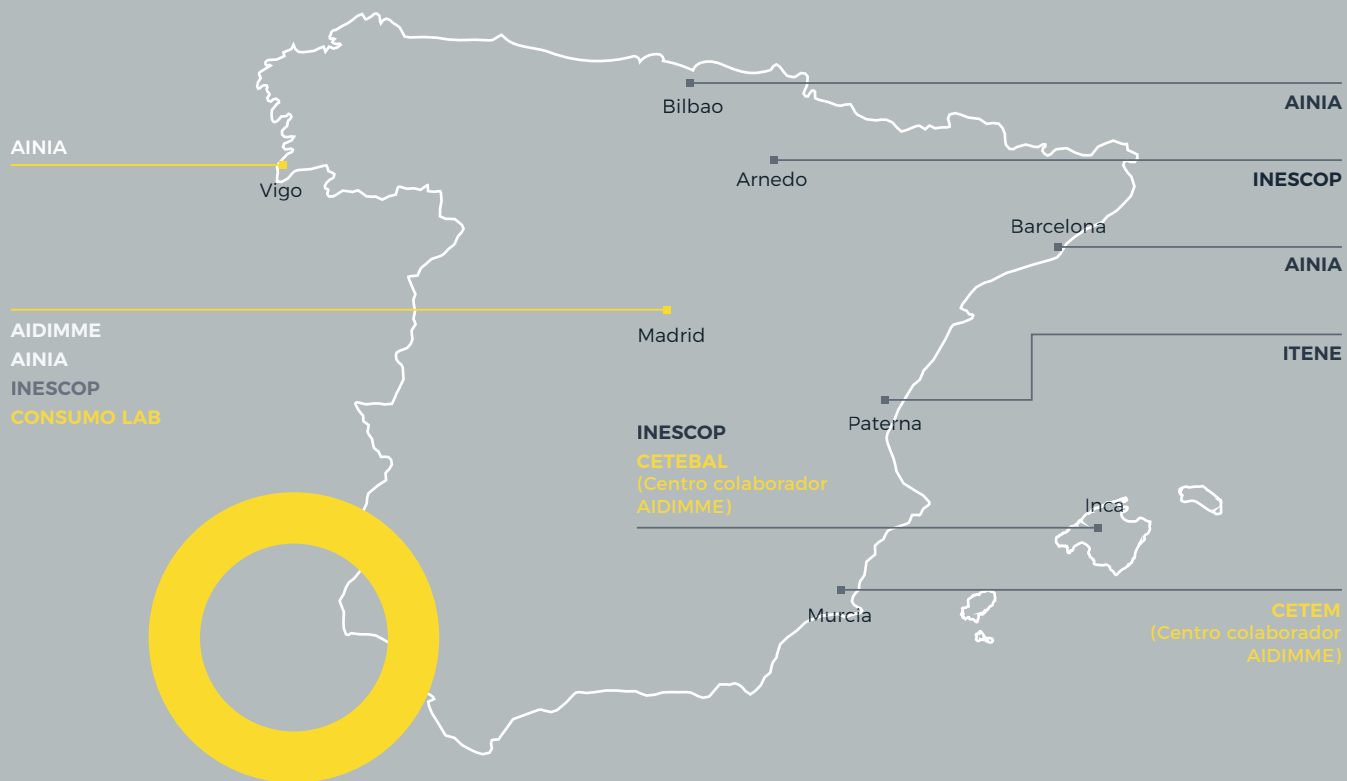 Bilbao
AINIA
AINIA
Vigo
Arnedo
INESCOP
Barcelona
AINIA
Madrid
AIDIMME
AINIA
INESCOP
CONSUMO LAB
ITENE
Paterna
INESCOP
CETEBAL
(Centro colaborador
AIDIMME)
Inca
Murcia
CETEM
(Centro colaborador
AIDIMME)